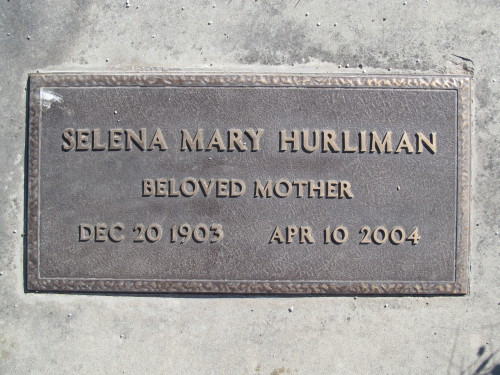 SELENA MARY HURLIMAN
BELOVED MOTHER
DEC 20 1903 APR 10 2004